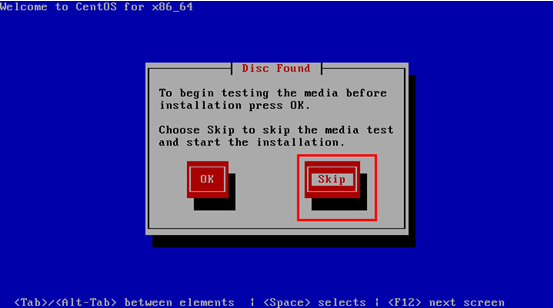 Welcome to CentOS for x86_64
Disc Found
To begin testing the media before
installation press OK.
Choose Skip to skip the media test
and start the installation.
OK
Skip
<Tab>/<Alt-Tab> between elements | <Space> selects | <F12> next screen